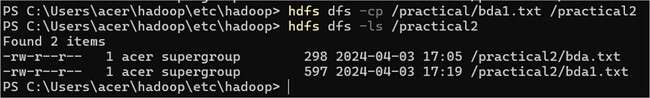 PS C:\Users\acer\hadoop\etc\hadoop> hdfs dfs -cp /practical/bda1.txt /practical2
PS C:\Users\acer\hadoop\etc\hadoop> hdfs dfs -ls /practical2
Found 2 items
-rw-r--r--   1 acer supergroup        298 2024-04-03 17:05 /practical2/bda.txt
-rw-r--r--   1 acer supergroup        597 2024-04-03 17:19 /practical2/bda1.txt
PS C:\Users\acer\hadoop\etc\hadoop>